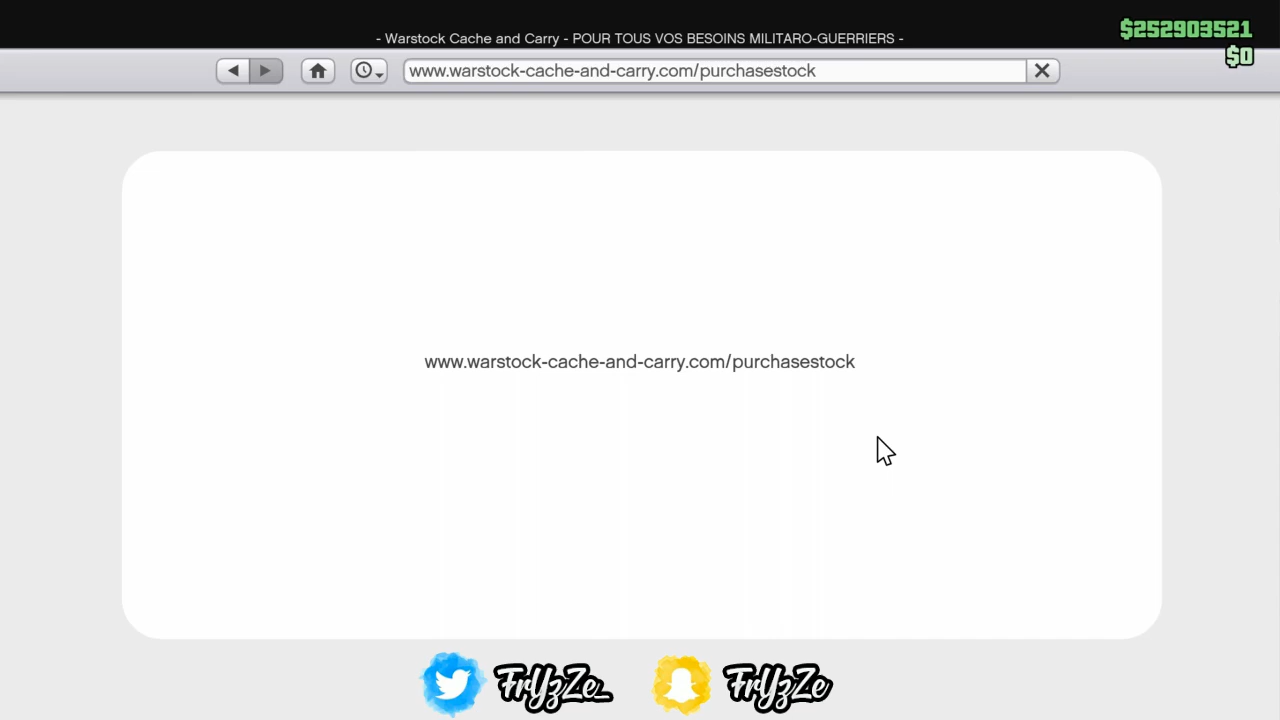 - Warstock Cache and Carry - POUR TOUS VOS BESOINS MILITARO-GUERRIERS -
$252903521
$0
www.warstock-cache-and-carry.com/purchasestock
www.warstock-cache-and-carry.com/purchasestock
FrYzZe_
FrYzZe